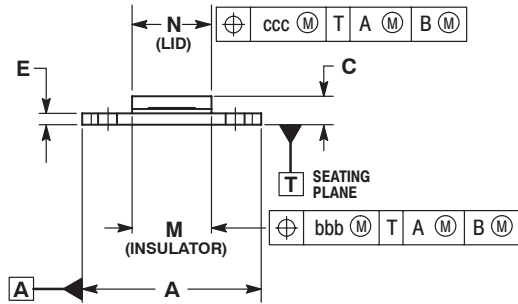 N
(LID)
⌖ ccc Ⓜ T A Ⓜ B Ⓜ
E
C
T SEATING
PLANE
M
(INSULATOR)
⌖ bbb Ⓜ T A Ⓜ B Ⓜ
A
A